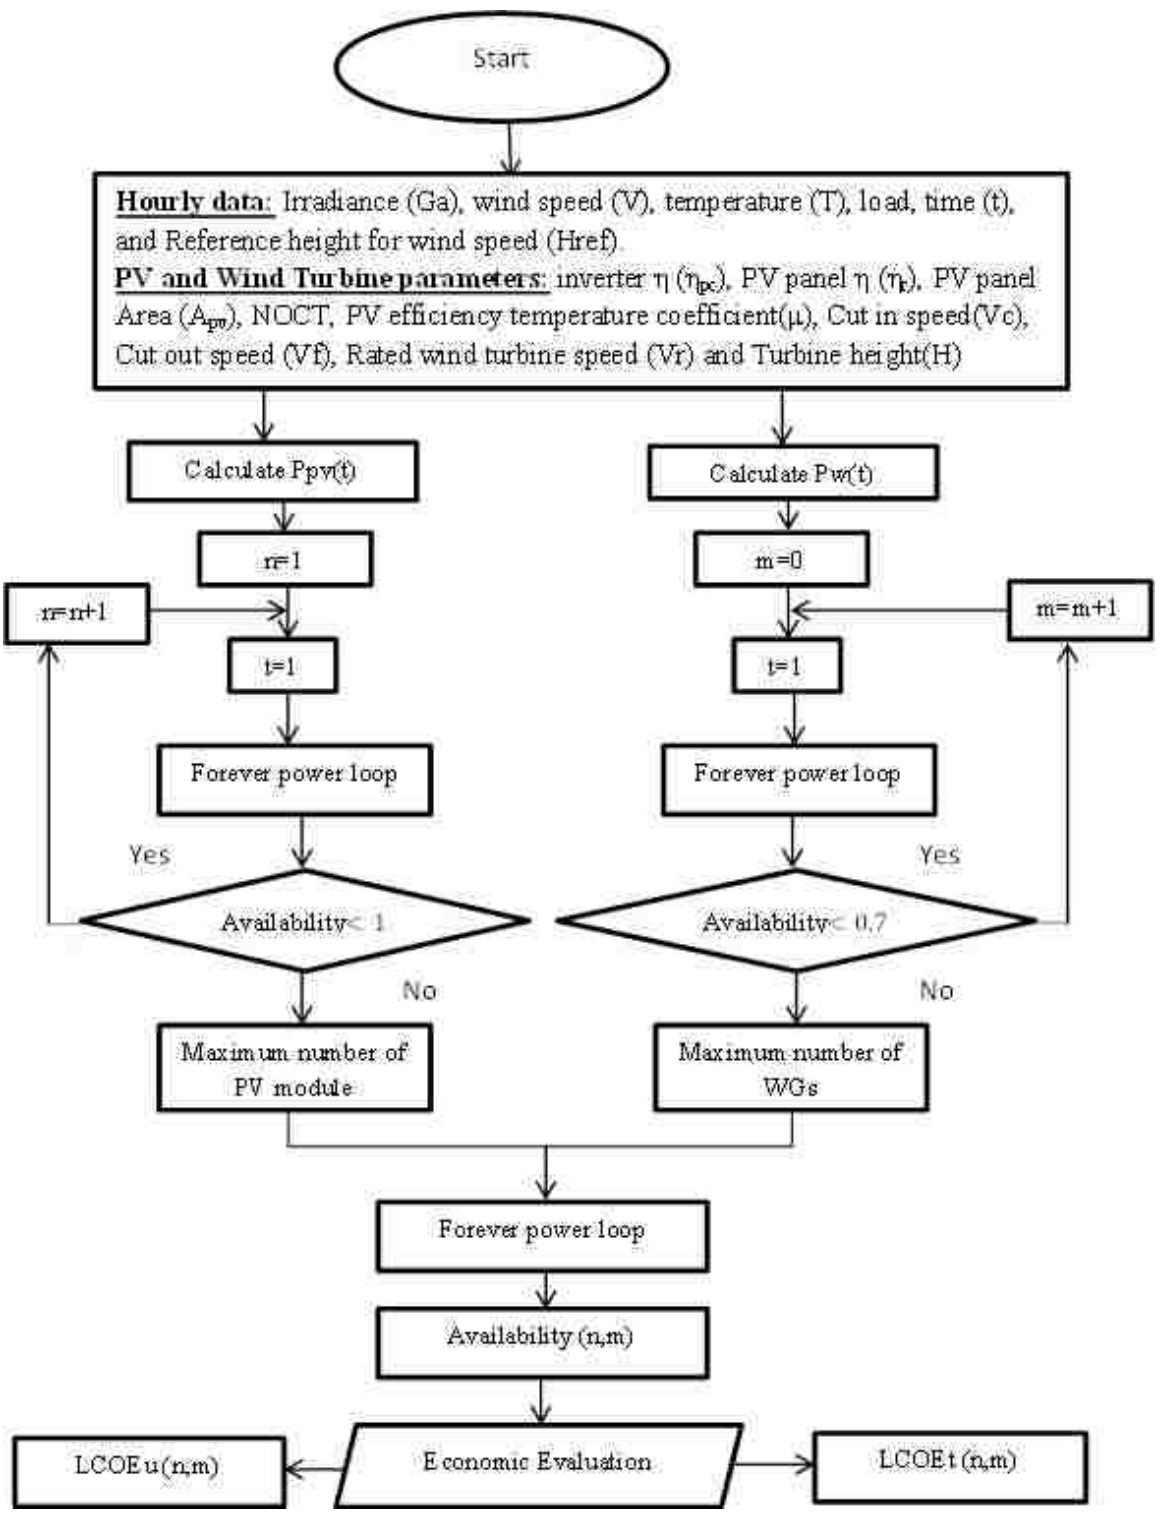 Start
Hourly data: Irradiance (Ga), wind speed (V), temperature (T), load, time (t),
and Reference height for wind speed (Href).
PV and Wind Turbine parameters: inverter η (ηpc), PV panel η (ηr), PV panel
Area (Apv), NOCT, PV efficiency temperature coefficient(μ), Cut in speed(Vc),
Cut out speed (Vf), Rated wind turbine speed (Vr) and Turbine height(H)
Calculate Ppv(t)
Calculate Pw(t)
n=1
m=0
n=n+1
m=m+1
t=1
t=1
Forever power loop
Forever power loop
Yes
Yes
Availability< 1
Availability< 0.7
No
No
Maximum number of
PV module
Maximum number of
WGs
Forever power loop
Availability (n,m)
LCOEu(n,m)
Economic Evaluation
LCOEt (n,m)